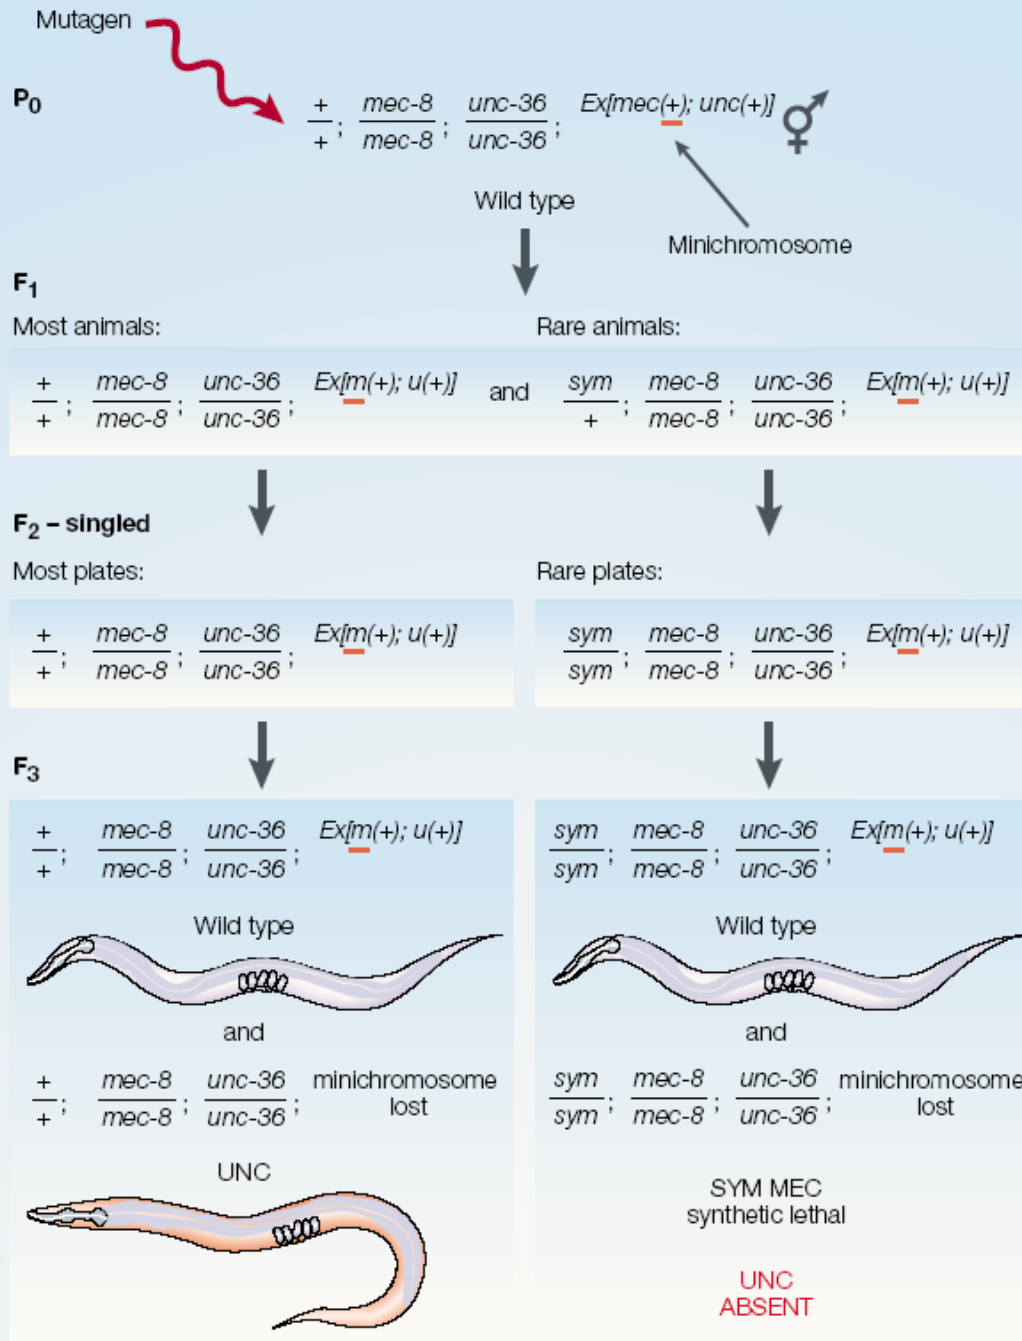 Mutagen
P0
+/+ ; mec-8/mec-8 ; unc-36/unc-36 ; Ex[mec(+); unc(+)]
Wild type
Minichromosome
F1
Most animals:
Rare animals:
+/+ ; mec-8/mec-8 ; unc-36/unc-36 ; Ex[m(+); u(+)] and sym/+ ; mec-8/mec-8 ; unc-36/unc-36 ; Ex[m(+); u(+)]
F2 – singled
Most plates:
Rare plates:
+/+ ; mec-8/mec-8 ; unc-36/unc-36 ; Ex[m(+); u(+)]
sym/sym ; mec-8/mec-8 ; unc-36/unc-36 ; Ex[m(+); u(+)]
F3
+/+ ; mec-8/mec-8 ; unc-36/unc-36 ; Ex[m(+); u(+)]
Wild type
and
+/+ ; mec-8/mec-8 ; unc-36/unc-36 ; minichromosome
lost
UNC
sym/sym ; mec-8/mec-8 ; unc-36/unc-36 ; Ex[m(+); u(+)]
Wild type
and
sym/sym ; mec-8/mec-8 ; unc-36/unc-36 ; minichromosome
lost
SYM MEC
synthetic lethal
UNC
ABSENT